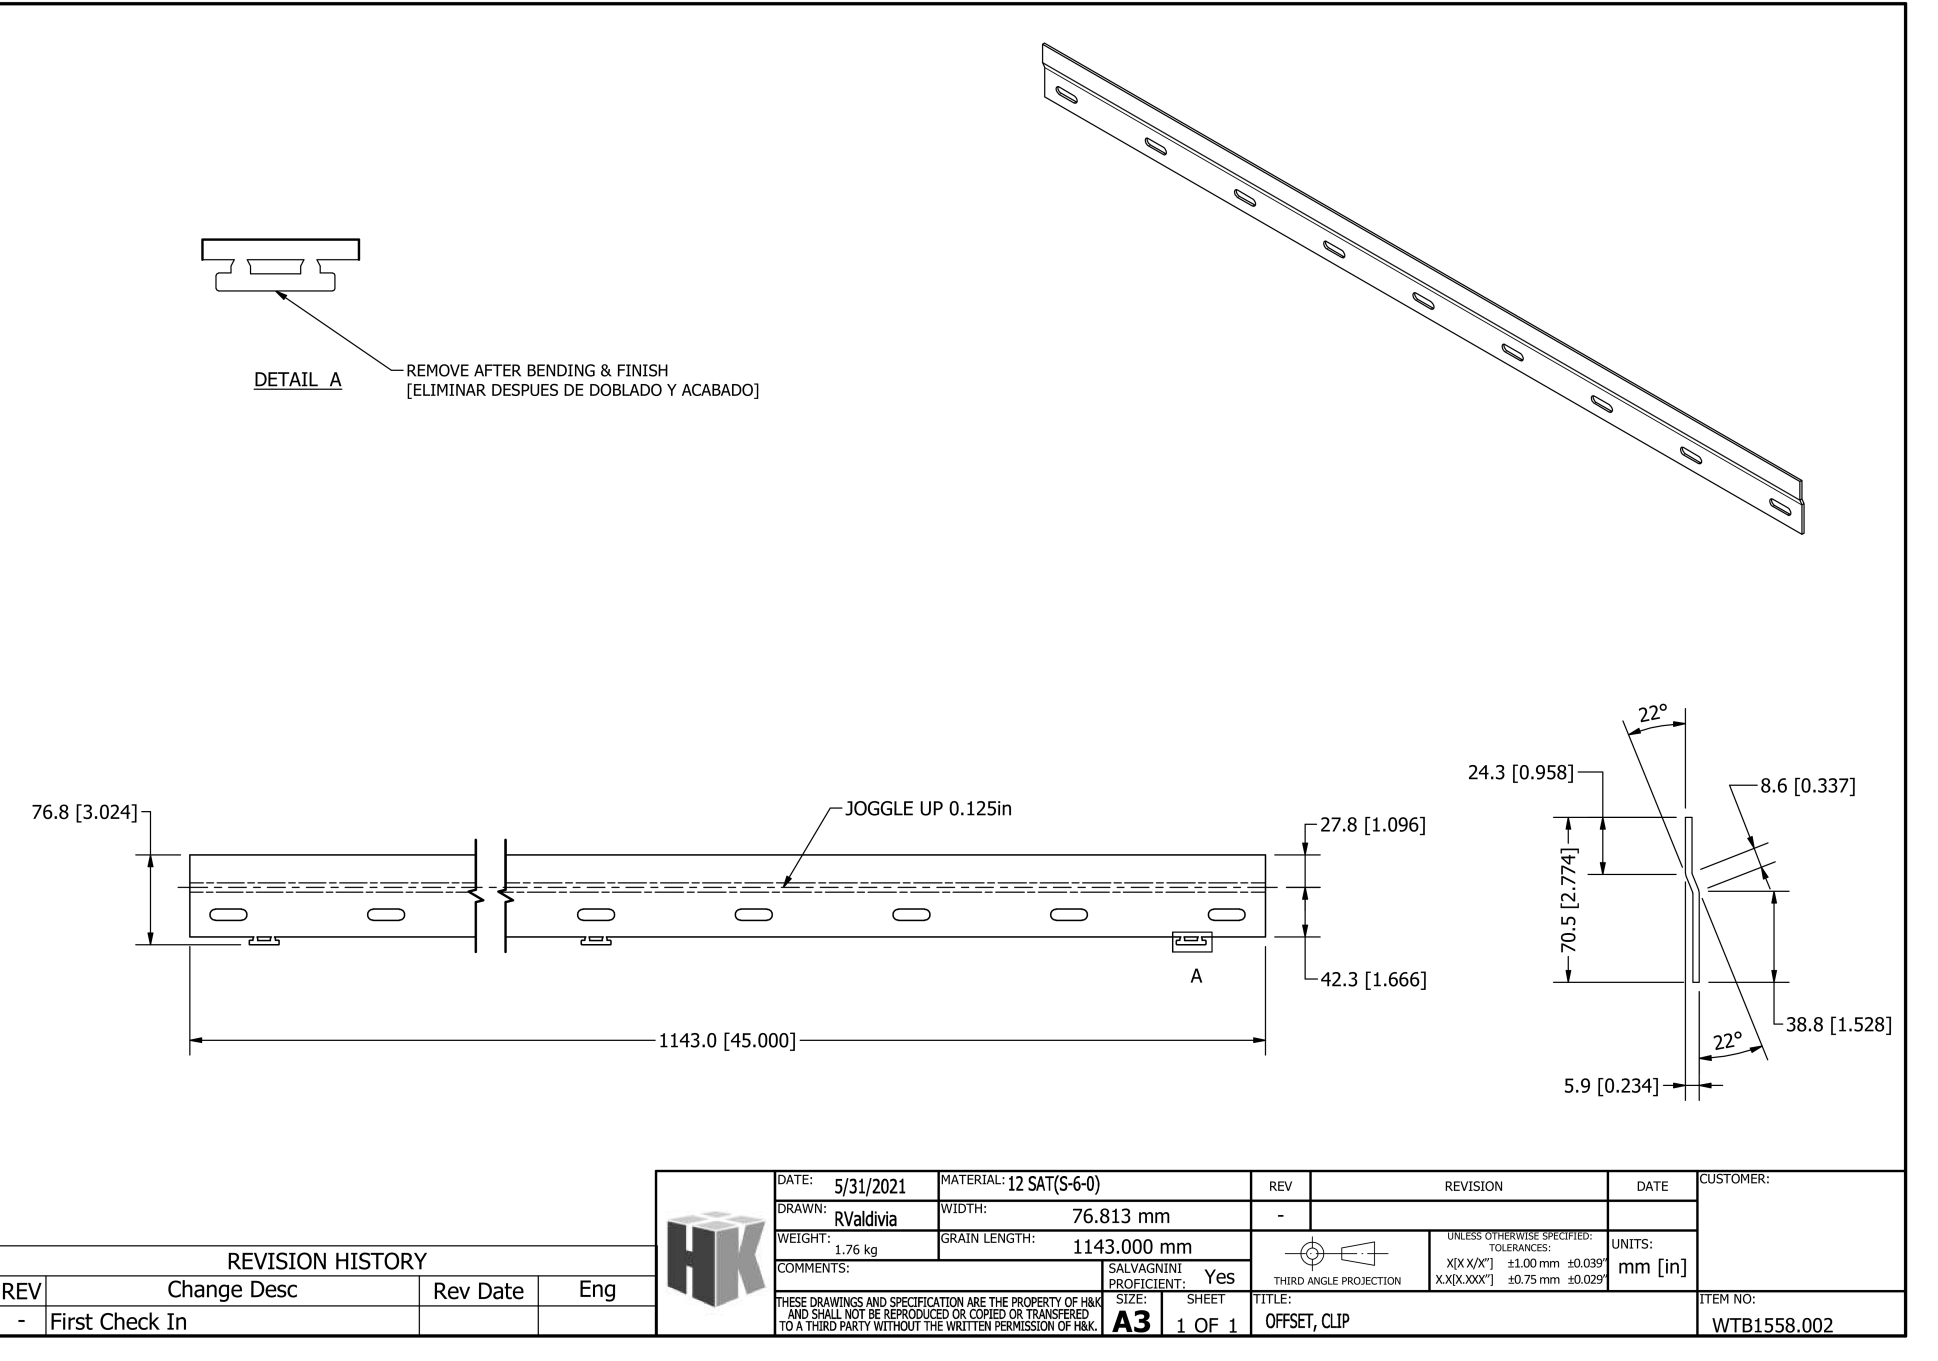 DETAIL A
REMOVE AFTER BENDING & FINISH
[ELIMINAR DESPUES DE DOBLADO Y ACABADO]
76.8 [3.024]
JOGGLE UP 0.125in
27.8 [1.096]
42.3 [1.666]
A
1143.0 [45.000]
22°
24.3 [0.958]
8.6 [0.337]
70.5 [2.774]
38.8 [1.528]
22°
5.9 [0.234]
REVISION HISTORY
REV Change Desc Rev Date Eng
- First Check In
HK
DATE: 5/31/2021
MATERIAL: 12 SAT(S-6-0)
DRAWN: RValdivia
WIDTH: 76.813 mm
WEIGHT: 1.76 kg
GRAIN LENGTH: 1143.000 mm
COMMENTS:
SALVAGNINI
PROFICIENT: Yes
THESE DRAWINGS AND SPECIFICATION ARE THE PROPERTY OF H&K
AND SHALL NOT BE REPRODUCED OR COPIED OR TRANSFERED
TO A THIRD PARTY WITHOUT THE WRITTEN PERMISSION OF H&K.
SIZE: A3
SHEET
1 OF 1
REV REVISION DATE
-
THIRD ANGLE PROJECTION
UNLESS OTHERWISE SPECIFIED:
TOLERANCES:
X[X X/X"] ±1.00 mm ±0.039"
X.X[X.XXX"] ±0.75 mm ±0.029"
UNITS:
mm [in]
CUSTOMER:
TITLE:
OFFSET, CLIP
ITEM NO:
WTB1558.002